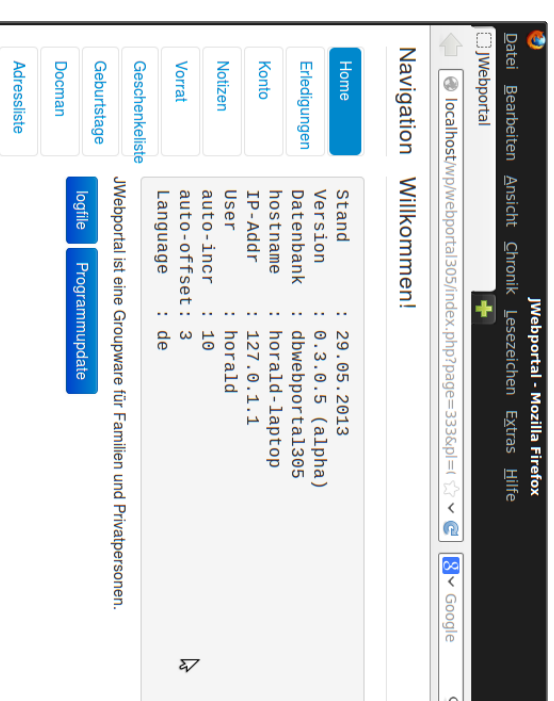 JWebportal - Mozilla Firefox
Datei Bearbeiten Ansicht Chronik Lesezeichen Extras Hilfe
JWebportal
localhost/wp/webportal305/index.php?page=333&pl=(
Google
Navigation
Willkommen!
Home
Erledigungen
Konto
Notizen
Vorrat
Geschenkeliste
Geburtstage
Docman
Adressliste
Stand : 29.05.2013
Version : 0.3.0.5 (alpha)
Datenbank : dbwebportal305
hostname : horald-laptop
IP-Addr : 127.0.1.1
User : horald
auto-incr : 10
auto-offset: 3
Language : de
JWebportal ist eine Groupware für Familien und Privatpersonen.
logfile Programmupdate